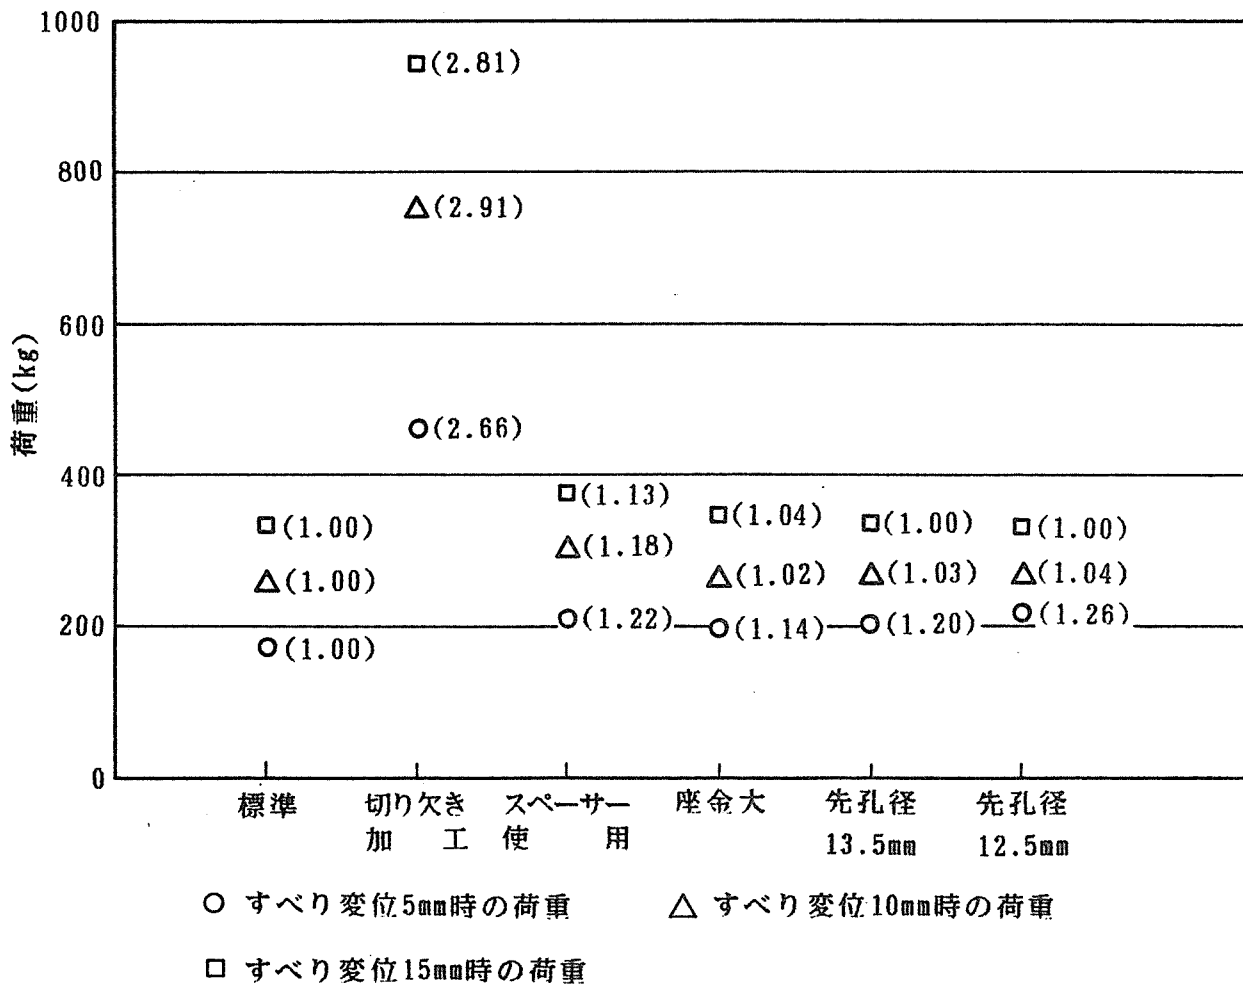 1000
(2.81)
800
(2.91)
600
荷重(kg)
(2.66)
400
(1.13)
(1.00)
(1.04)
(1.00)
(1.00)
(1.18)
(1.00)
(1.02)
(1.03)
(1.04)
200
(1.22)
(1.14)
(1.20)
(1.26)
(1.00)
0
標準
切り欠き
加工
スペーサー
使用
座金大
先孔径
13.5mm
先孔径
12.5mm
○ すべり変位5mm時の荷重
△ すべり変位10mm時の荷重
□ すべり変位15mm時の荷重